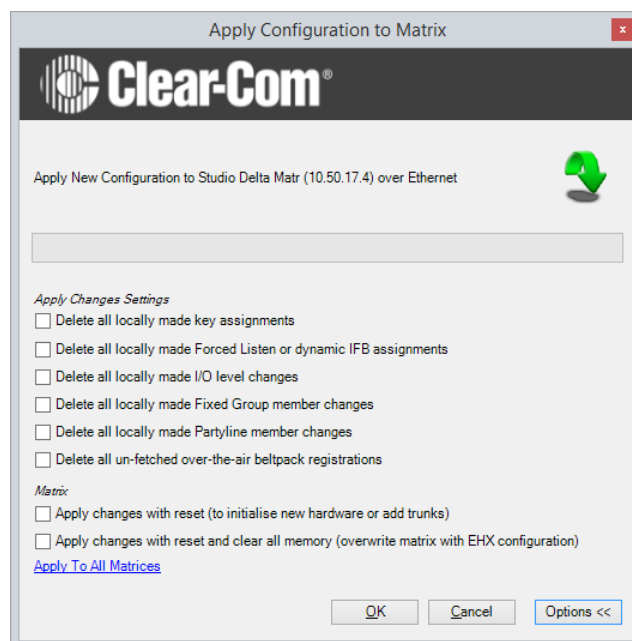 Apply Configuration to Matrix
x
Clear-Com®
Apply New Configuration to Studio Delta Matr (10.50.17.4) over Ethernet
Apply Changes Settings
Delete all locally made key assignments
Delete all locally made Forced Listen or dynamic IFB assignments
Delete all locally made I/O level changes
Delete all locally made Fixed Group member changes
Delete all locally made Partyline member changes
Delete all un-fetched over-the-air beltpack registrations
Matrix
Apply changes with reset (to initialise new hardware or add trunks)
Apply changes with reset and clear all memory (overwrite matrix with EHX configuration)
Apply To All Matrices
OK
Cancel
Options <<